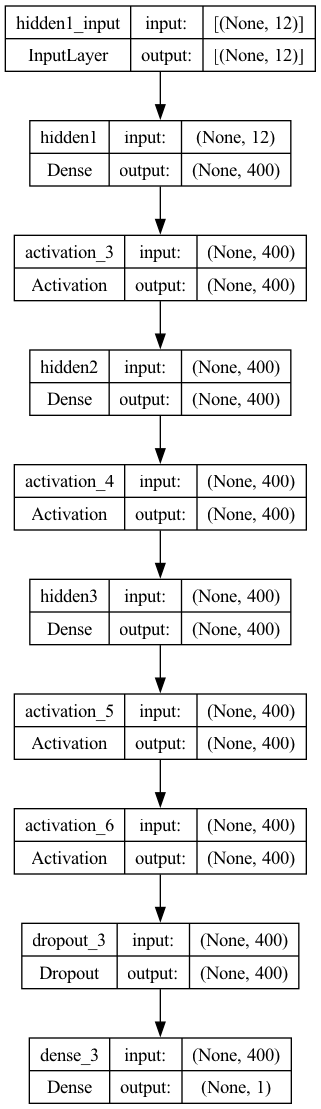 hidden1_input input: [(None, 12)]
InputLayer output: [(None, 12)]
hidden1 input: (None, 12)
Dense output: (None, 400)
activation_3 input: (None, 400)
Activation output: (None, 400)
hidden2 input: (None, 400)
Dense output: (None, 400)
activation_4 input: (None, 400)
Activation output: (None, 400)
hidden3 input: (None, 400)
Dense output: (None, 400)
activation_5 input: (None, 400)
Activation output: (None, 400)
activation_6 input: (None, 400)
Activation output: (None, 400)
dropout_3 input: (None, 400)
Dropout output: (None, 400)
dense_3 input: (None, 400)
Dense output: (None, 1)